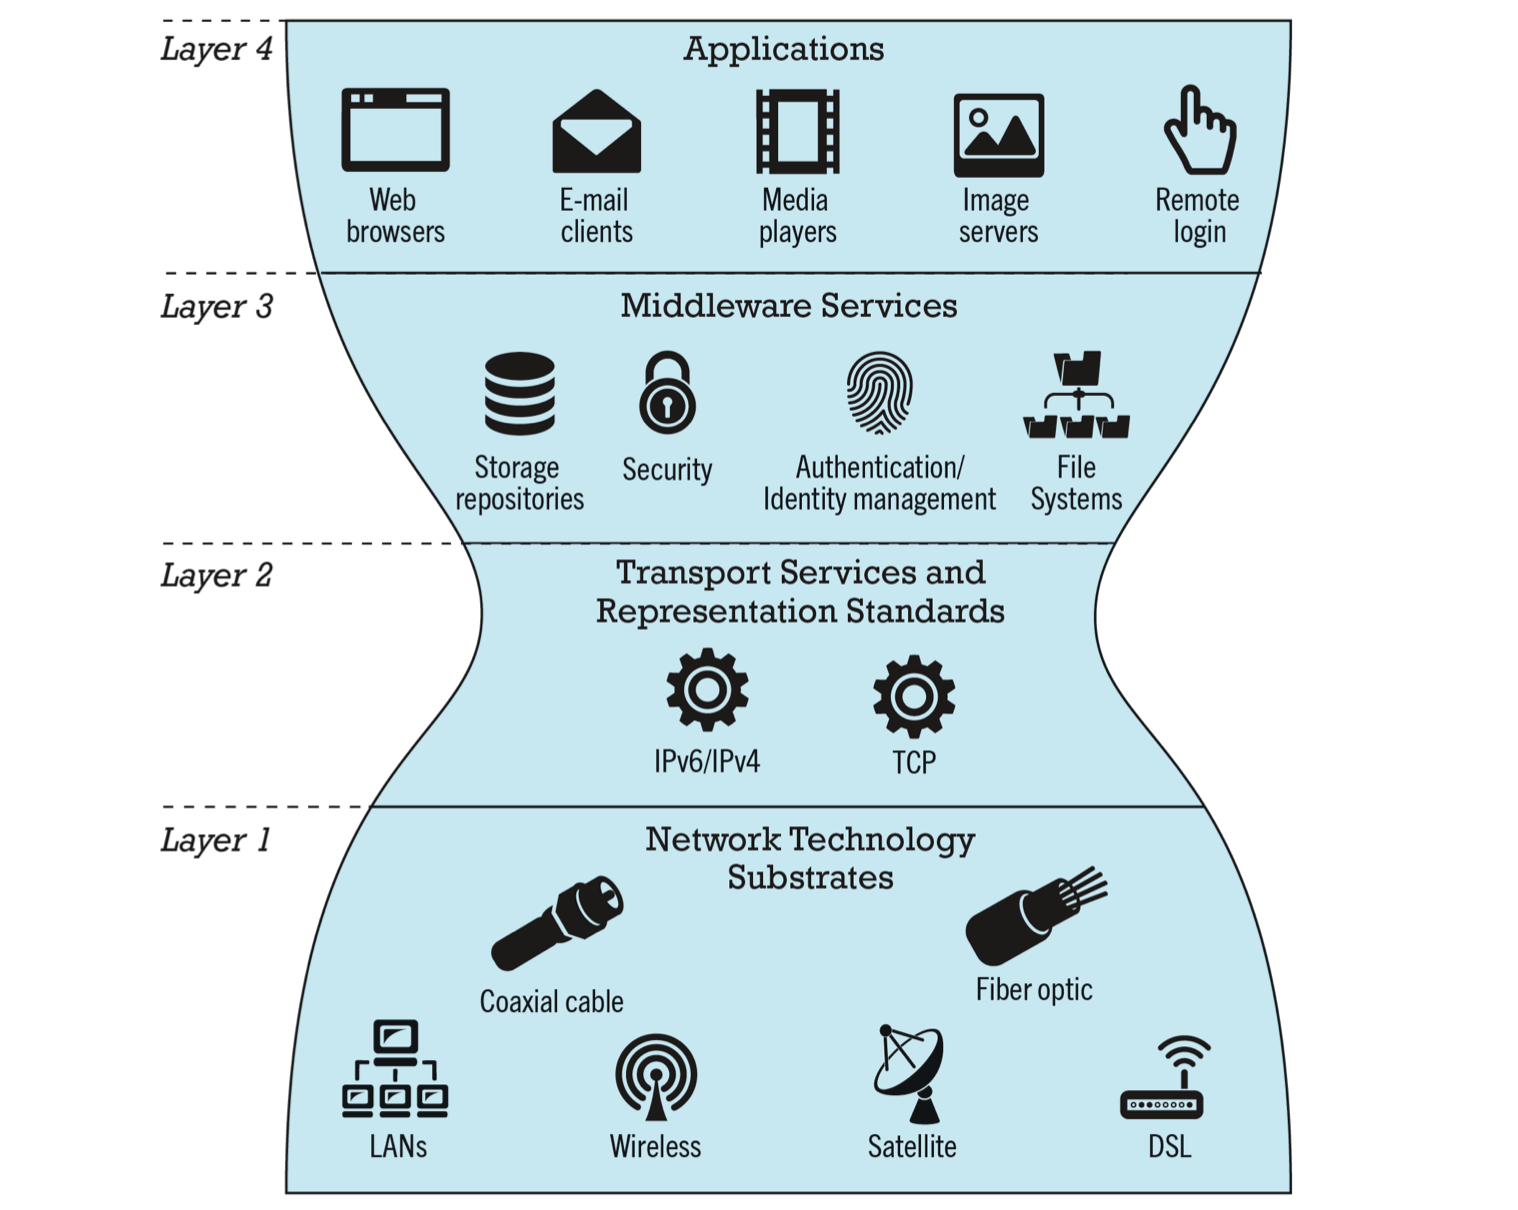 Layer 4
Applications
Web browsers
E-mail clients
Media players
Image servers
Remote login
Layer 3
Middleware Services
Storage repositories
Security
Authentication/
Identity management
File Systems
Layer 2
Transport Services and
Representation Standards
IPv6/IPv4
TCP
Layer 1
Network Technology
Substrates
Coaxial cable
Fiber optic
LANs
Wireless
Satellite
DSL